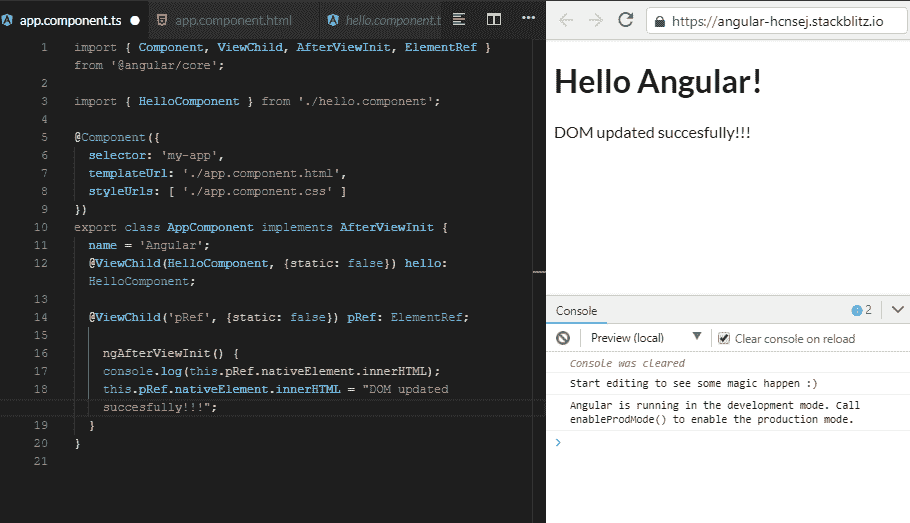 app.component.ts
app.component.html
hello.component.t
1 import { Component, ViewChild, AfterViewInit, ElementRef }
from '@angular/core';
2
3 import { HelloComponent } from './hello.component';
4
5 @Component({
6 selector: 'my-app',
7 templateUrl: './app.component.html',
8 styleUrls: [ './app.component.css' ]
9 })
10 export class AppComponent implements AfterViewInit {
11 name = 'Angular';
12 @ViewChild(HelloComponent, {static: false}) hello:
HelloComponent;
13
14 @ViewChild('pRef', {static: false}) pRef: ElementRef;
15
16 ngAfterViewInit() {
17 console.log(this.pRef.nativeElement.innerHTML);
18 this.pRef.nativeElement.innerHTML = "DOM updated
succesfully!!!";
19 }
20 }
21
https://angular-hcnsej.stackblitz.io
Hello Angular!
DOM updated succesfully!!!
Console
2
Preview (local)
Clear console on reload
Console was cleared
Start editing to see some magic happen :)
Angular is running in the development mode. Call
enableProdMode() to enable the production mode.